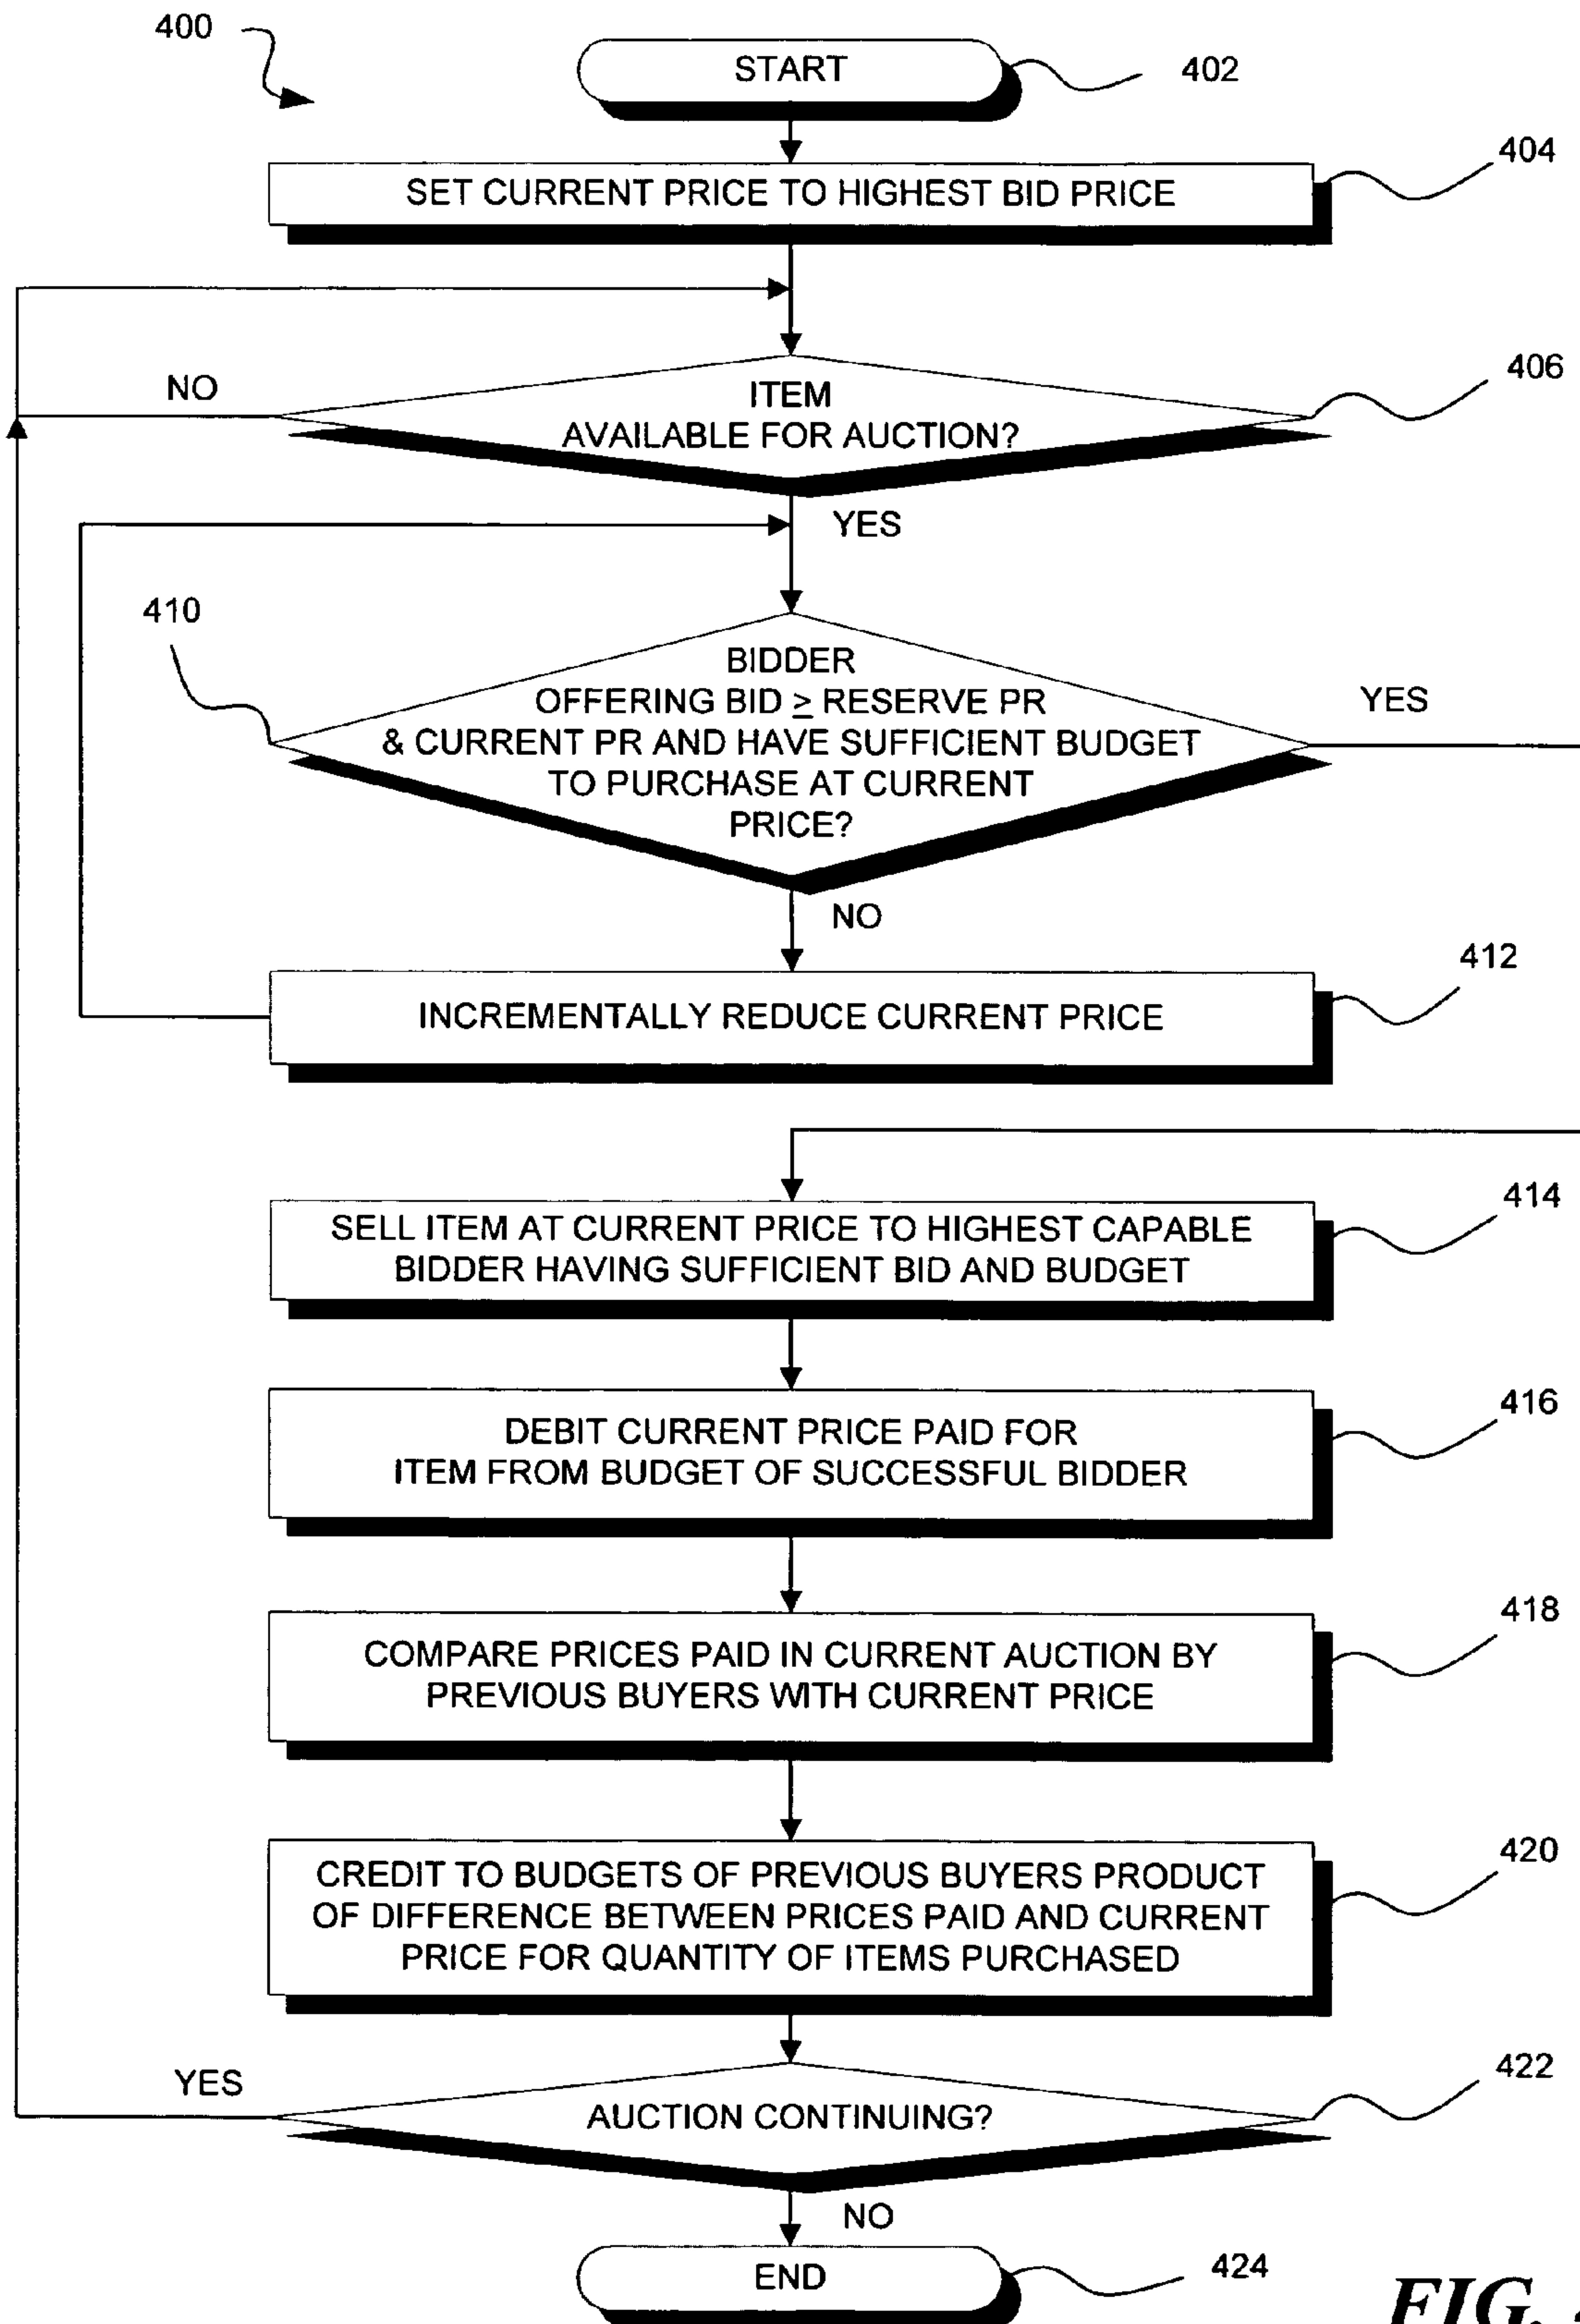 400
START
402
SET CURRENT PRICE TO HIGHEST BID PRICE
404
NO
ITEM
AVAILABLE FOR AUCTION?
406
YES
410
BIDDER
OFFERING BID ≥ RESERVE PR
& CURRENT PR AND HAVE SUFFICIENT BUDGET
TO PURCHASE AT CURRENT
PRICE?
YES
NO
INCREMENTALLY REDUCE CURRENT PRICE
412
SELL ITEM AT CURRENT PRICE TO HIGHEST CAPABLE
BIDDER HAVING SUFFICIENT BID AND BUDGET
414
DEBIT CURRENT PRICE PAID FOR
ITEM FROM BUDGET OF SUCCESSFUL BIDDER
416
COMPARE PRICES PAID IN CURRENT AUCTION BY
PREVIOUS BUYERS WITH CURRENT PRICE
418
CREDIT TO BUDGETS OF PREVIOUS BUYERS PRODUCT
OF DIFFERENCE BETWEEN PRICES PAID AND CURRENT
PRICE FOR QUANTITY OF ITEMS PURCHASED
420
YES
AUCTION CONTINUING?
422
NO
END
424
FIG.